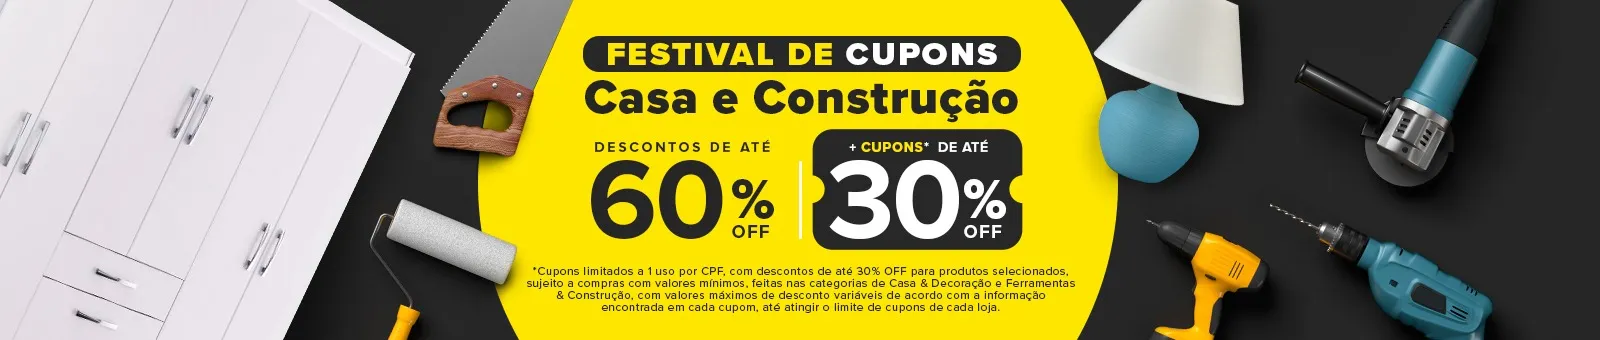 FESTIVAL DE CUPONS
Casa e Construção
DESCONTOS DE ATÉ
60% OFF
+ CUPONS* DE ATÉ
30% OFF
*Cupons limitados a 1 uso por CPF, com descontos de até 30% OFF para produtos selecionados,
sujeito a compras com valores mínimos, feitas nas categorias de Casa & Decoração e Ferramentas
& Construção, com valores máximos de desconto variáveis de acordo com a informação
encontrada em cada cupom, até atingir o limite de cupons de cada loja.